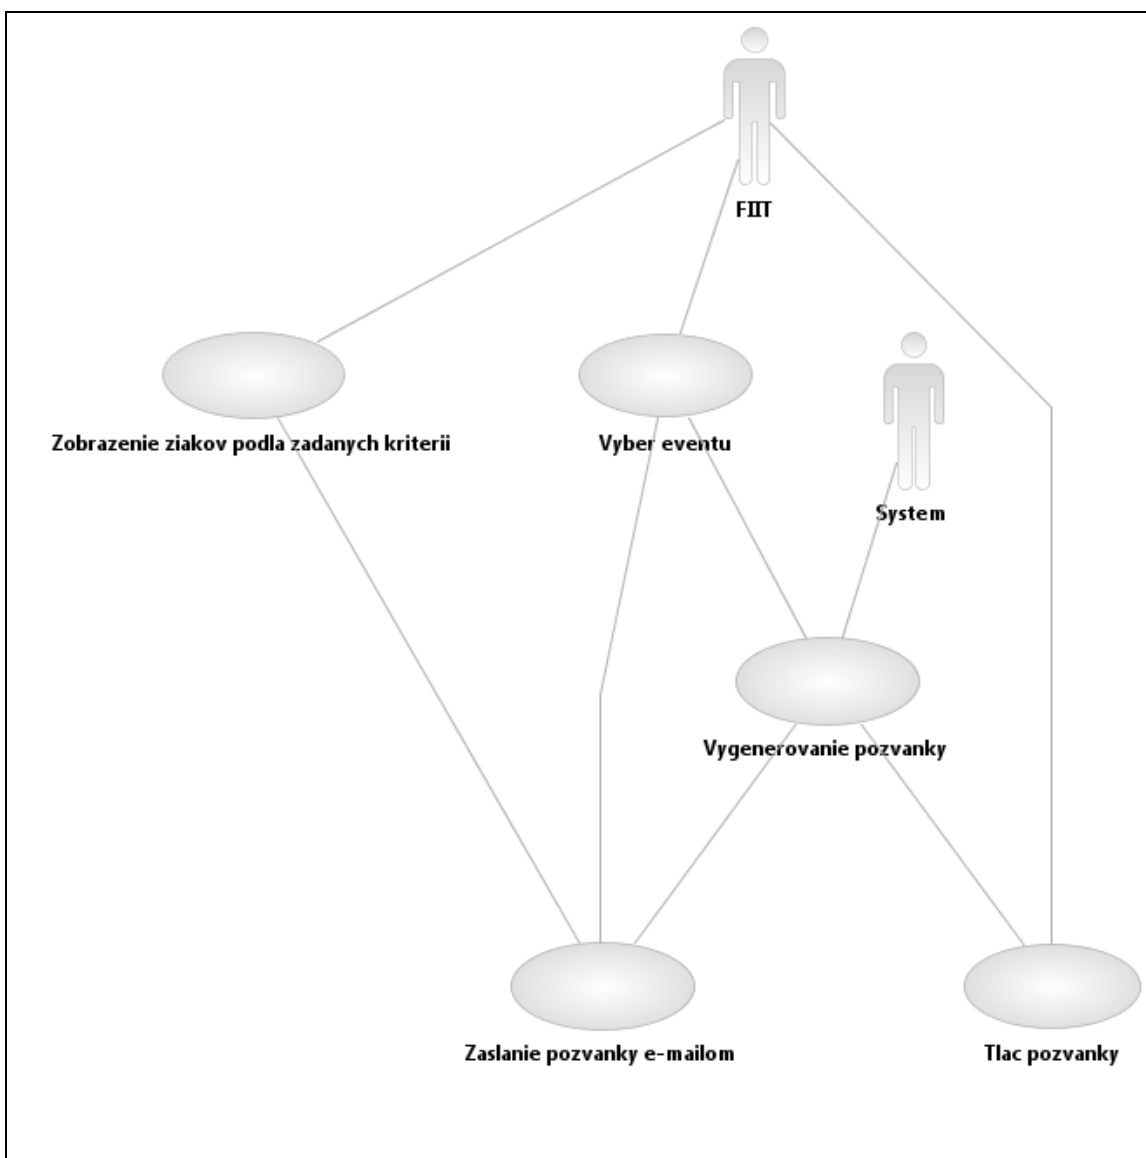 FIIT
Zobrazenie ziakov podla zadanych kriterii
Vyber eventu
System
Vygenerovanie pozvanky
Zaslanie pozvanky e-mailom
Tlac pozvanky